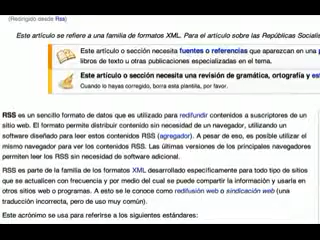 (Redirigido desde Rss)
Este artículo se refiere a una familia de formatos XML. Para el artículo sobre las Repúblicas Socialis
Este artículo o sección necesita fuentes o referencias que aparezcan en una p
libros de texto u otras publicaciones especializadas en el tema.
Este artículo o sección necesita una revisión de gramática, ortografía y es
Cuando lo hayas corregido, borra esta plantilla, por favor.
RSS es un sencillo formato de datos que es utilizado para redifundir contenidos a suscriptores de un
sitio web. El formato permite distribuir contenido sin necesidad de un navegador, utilizando un
software diseñado para leer estos contenidos RSS (agregador). A pesar de eso, es posible utilizar el
mismo navegador para ver los contenidos RSS. Las últimas versiones de los principales navegadores
permiten leer los RSS sin necesidad de software adicional.
RSS es parte de la familia de los formatos XML desarrollado específicamente para todo tipo de sitios
que se actualicen con frecuencia y por medio del cual se puede compartir la información y usarla en
otros sitios web o programas. A esto se le conoce como redifusión web o sindicación web (una
traducción incorrecta, pero de uso muy común).
Este acrónimo se usa para referirse a los siguientes estándares: